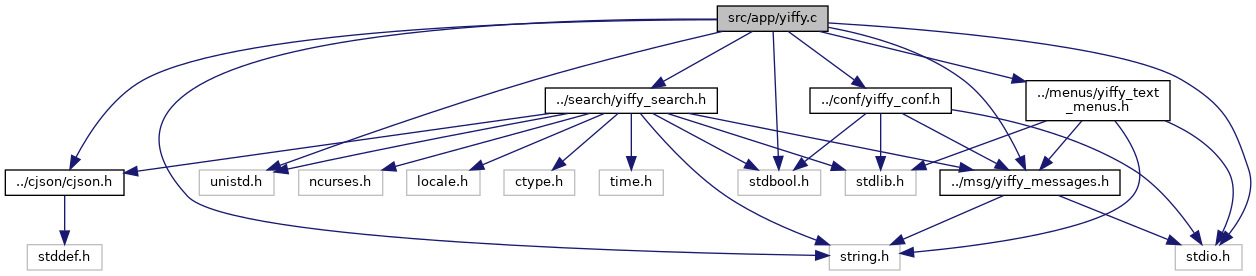 src/app/yiffy.c
../search/yiffy_search.h
../conf/yiffy_conf.h
../menus/yiffy_text
_menus.h
../cjson/cjson.h
unistd.h
ncurses.h
locale.h
ctype.h
time.h
stdbool.h
stdlib.h
../msg/yiffy_messages.h
stddef.h
string.h
stdio.h